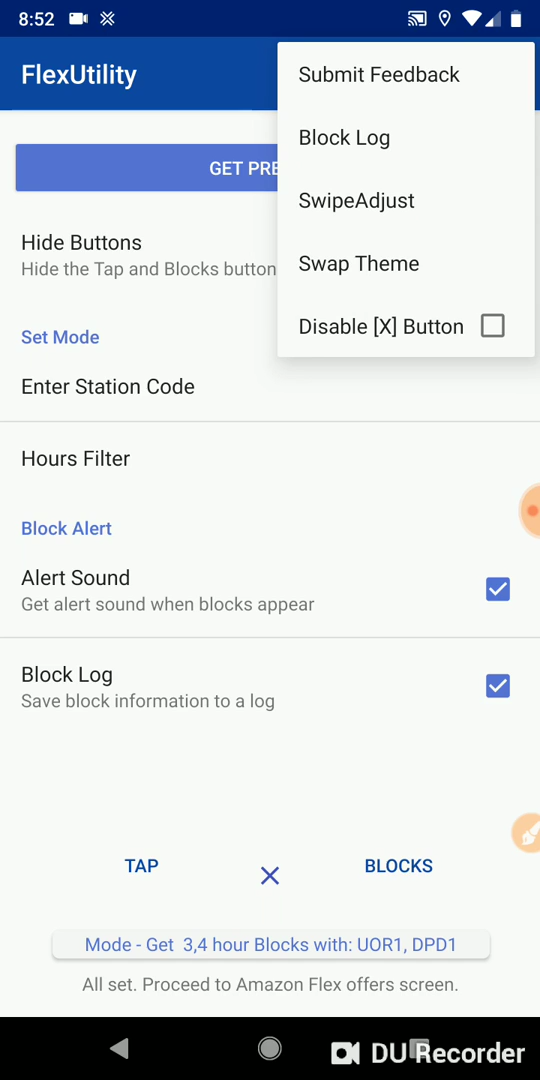 8:52
FlexUtility
Submit Feedback
Block Log
SwipeAdjust
Swap Theme
Disable [X] Button
GET PRE
Hide Buttons
Hide the Tap and Blocks button
Set Mode
Enter Station Code
Hours Filter
Block Alert
Alert Sound
Get alert sound when blocks appear
Block Log
Save block information to a log
TAP
BLOCKS
Mode - Get 3,4 hour Blocks with: UOR1, DPD1
All set. Proceed to Amazon Flex offers screen.
DU Recorder